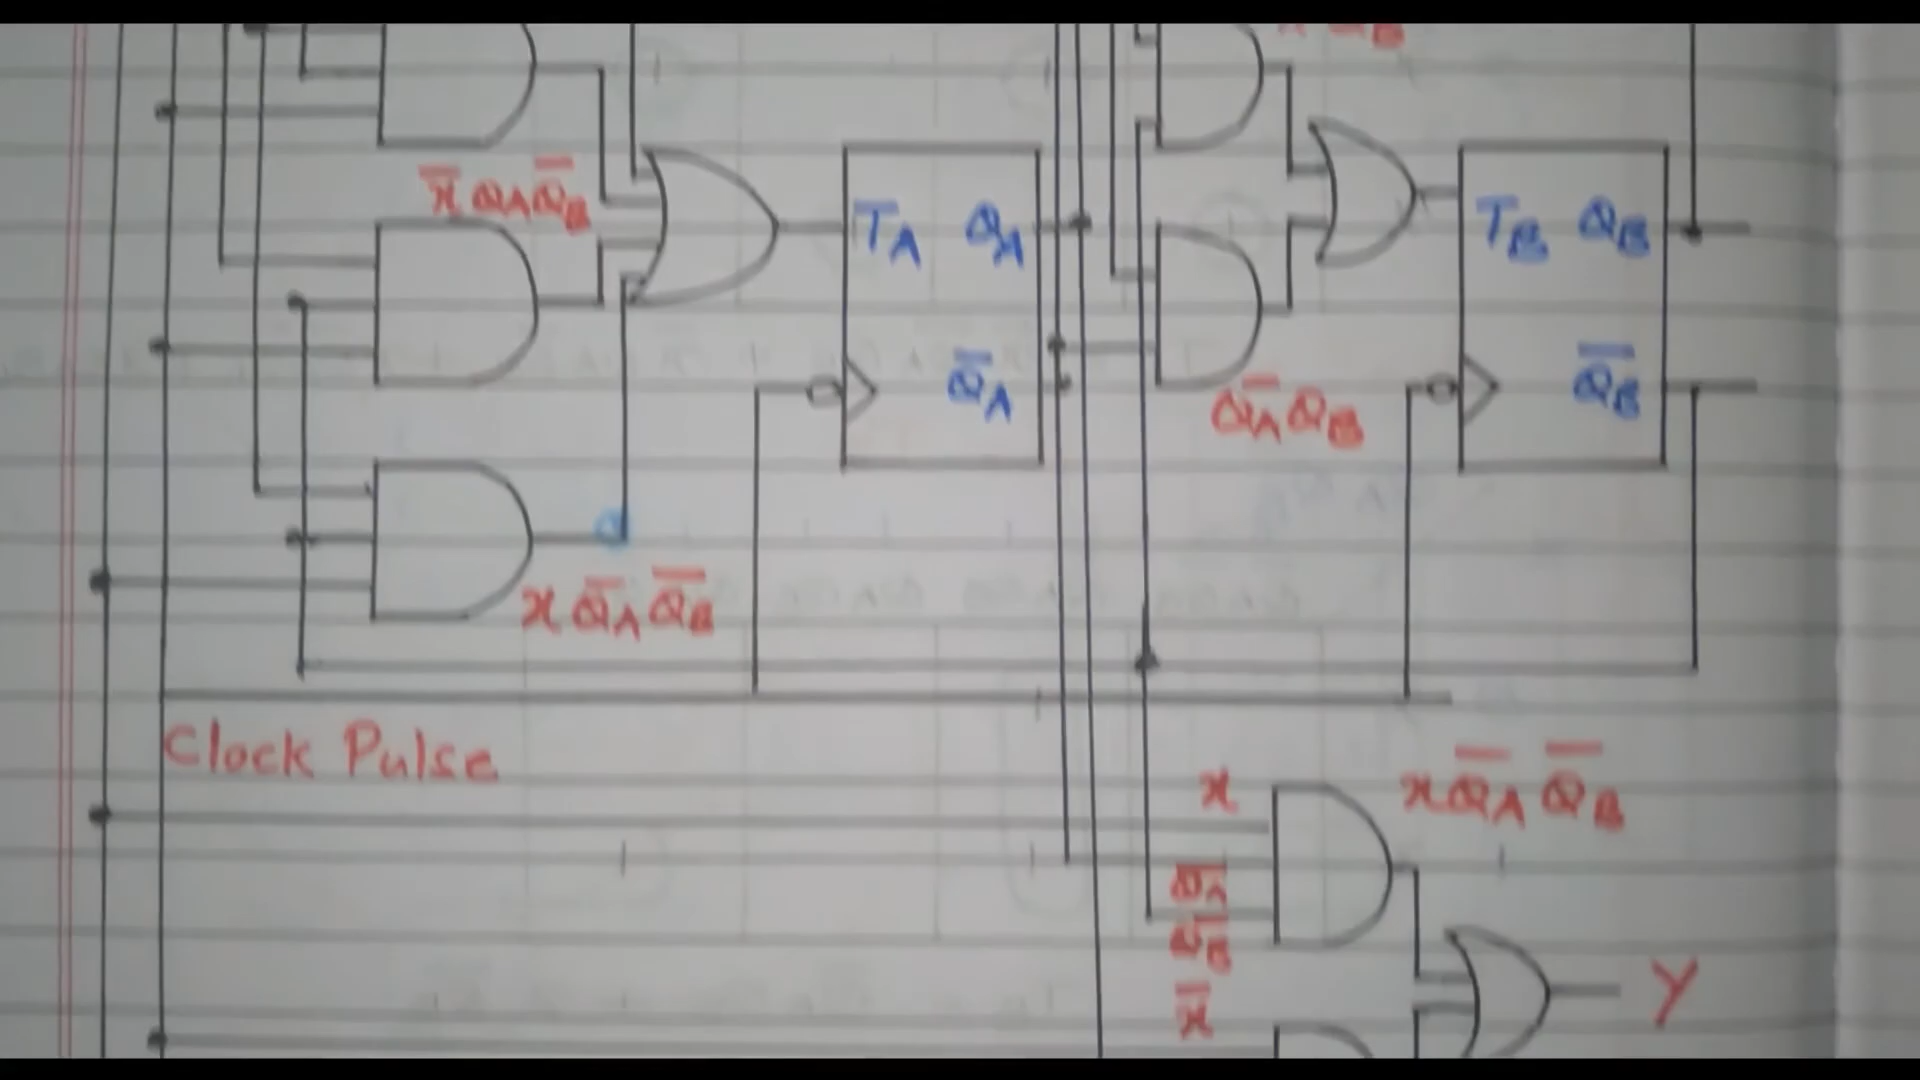 x̅ QA Q̅B
TA QA
Q̅A
TB QB
Q̅B
Q̅A QB
x Q̅A Q̅B
Clock Pulse
x
x Q̅A Q̅B
Q̅A
Q̅B
x̅
Y